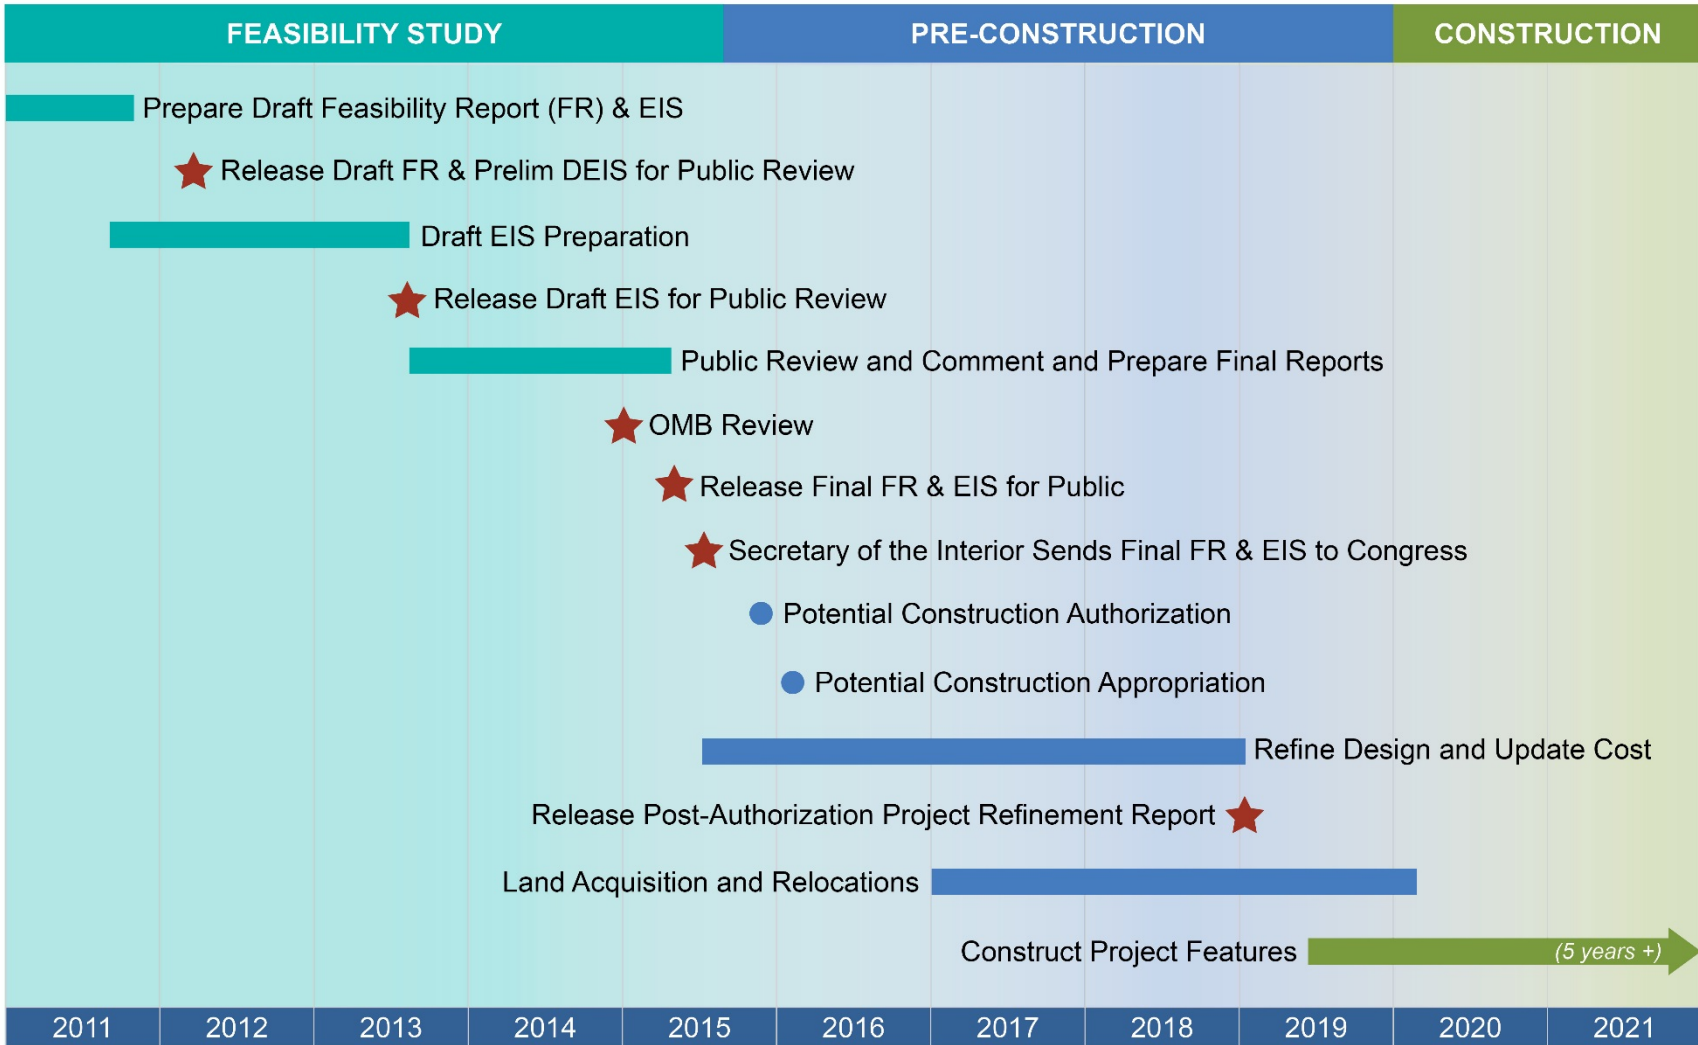 FEASIBILITY STUDY
PRE-CONSTRUCTION
CONSTRUCTION
Prepare Draft Feasibility Report (FR) & EIS
Release Draft FR & Prelim DEIS for Public Review
Draft EIS Preparation
Release Draft EIS for Public Review
Public Review and Comment and Prepare Final Reports
OMB Review
Release Final FR & EIS for Public
Secretary of the Interior Sends Final FR & EIS to Congress
Potential Construction Authorization
Potential Construction Appropriation
Refine Design and Update Cost
Release Post-Authorization Project Refinement Report
Land Acquisition and Relocations
Construct Project Features
(5 years +)
2011
2012
2013
2014
2015
2016
2017
2018
2019
2020
2021